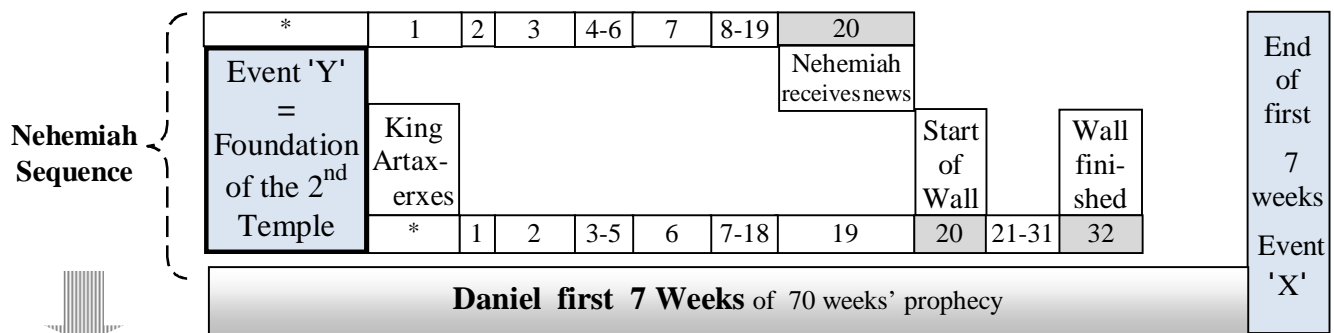 * 1 2 3 4-6 7 8-19 20
Event 'Y'
=
Foundation
of the 2nd
Temple
Nehemiah
Sequence
King
Artax-
erxes
Nehemiah
receives news
Start
of
Wall
Wall
fini-
shed
* 1 2 3-5 6 7-18 19 20 21-31 32
End
of
first
7
weeks
Event
'X'
Daniel first 7 Weeks of 70 weeks' prophecy